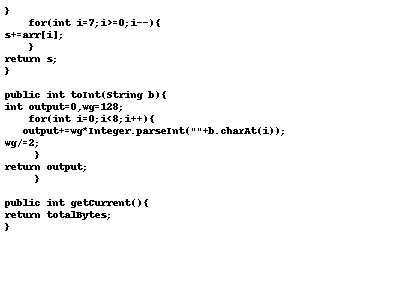 }
for(int i=7;i>=0;i--){
s+=arr[i];
}
return s;
}
public int toInt(String b){
int output=0,wg=128;
for(int i=0;i<8;i++){
output+=wg*Integer.parseInt(""+b.charAt(i));
wg/=2;
}
return output;
}
public int getCurrent(){
return totalBytes;
}